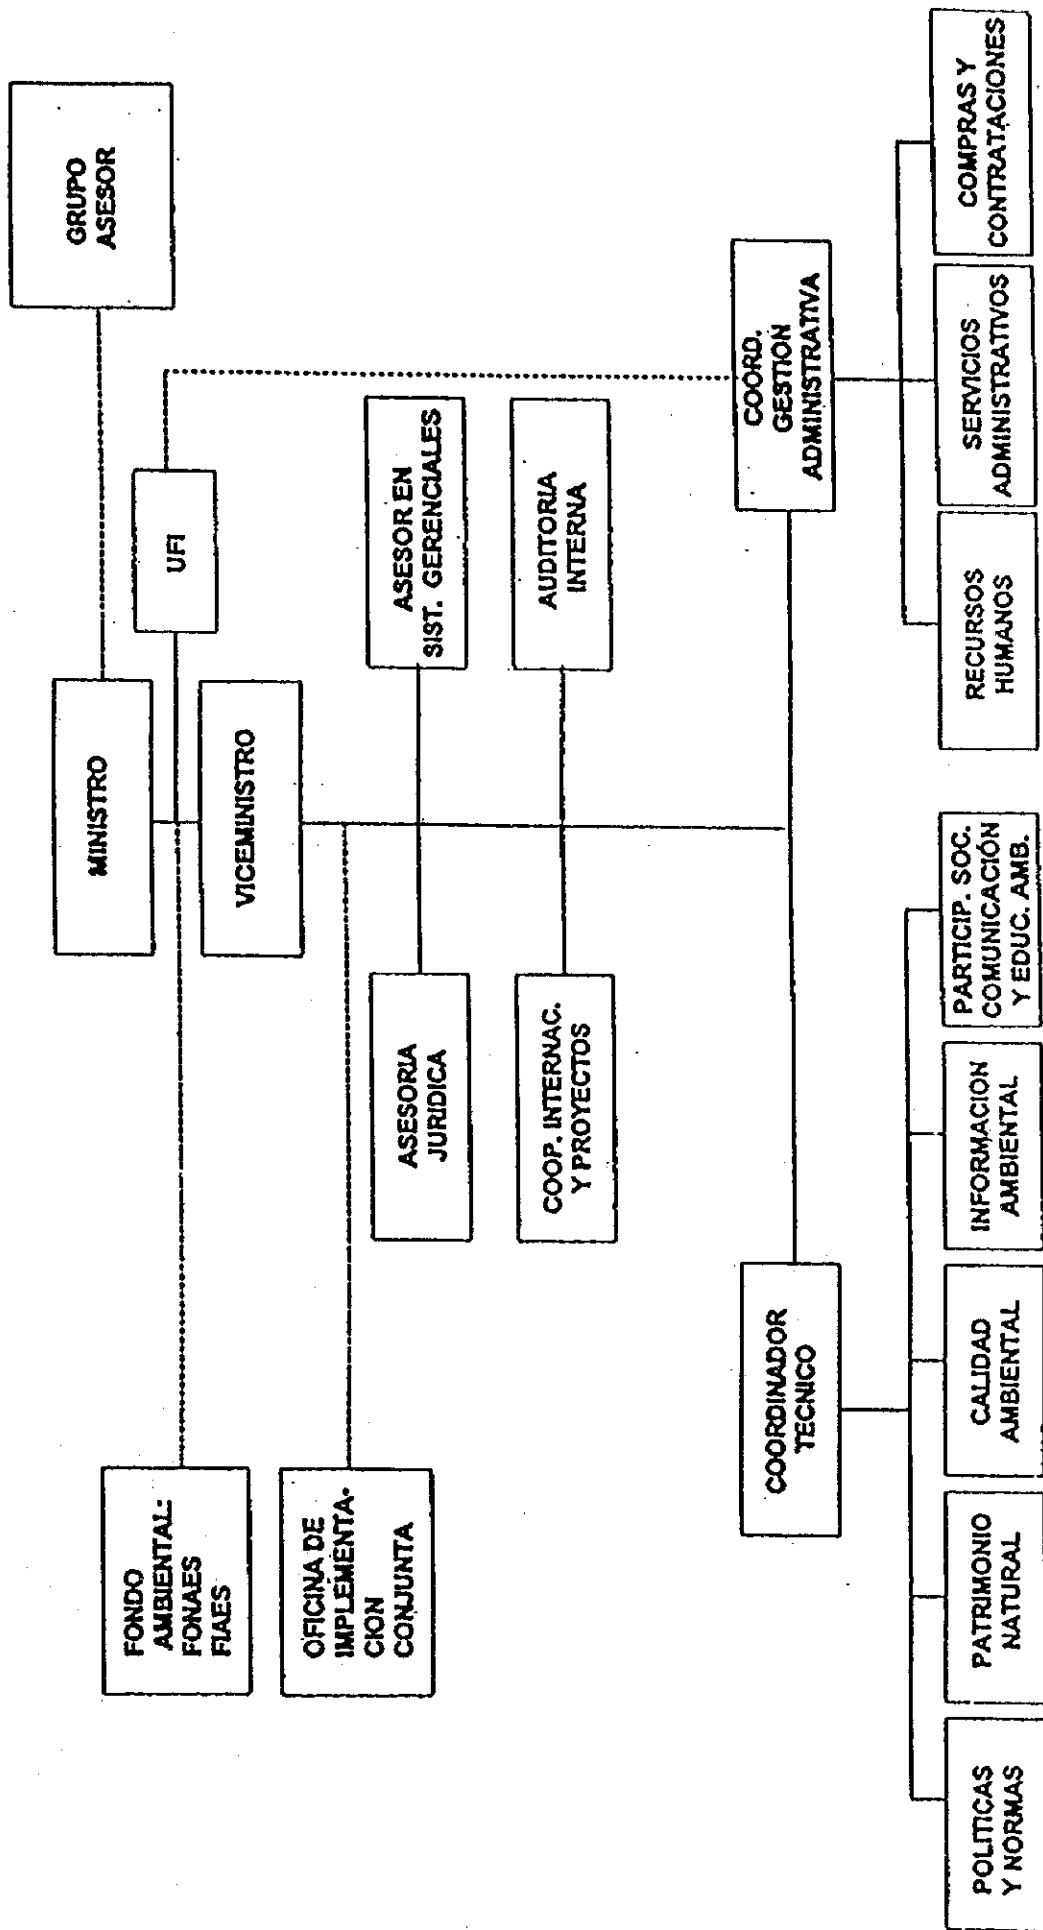 GRUPO
ASESOR
MINISTRO
UFI
VICEMINISTRO
FONDO
AMBIENTAL:
FONAES
FIAES
OFICINA DE
IMPLEMENTA-
CION
CONJUNTA
ASESORIA
JURIDICA
ASESOR EN
SIST. GERENCIALES
COOP. INTERNAC.
Y PROYECTOS
AUDITORIA
INTERNA
COORDINADOR
TECNICO
COORD.
GESTION
ADMINISTRATIVA
POLITICAS
Y NORMAS
PATRIMONIO
NATURAL
CALIDAD
AMBIENTAL
INFORMACION
AMBIENTAL
PARTICIP. SOC.
COMUNICACIÓN
Y EDUC. AMB.
RECURSOS
HUMANOS
SERVICIOS
ADMINISTRATIVOS
COMPRAS Y
CONTRATACIONES